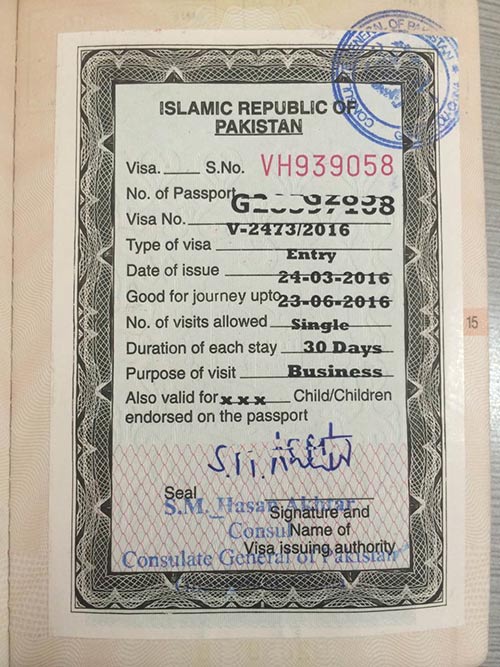 ISLAMIC REPUBLIC OF
PAKISTAN
Visa. ____ S.No. VH939058
No. of Passport
Visa No. V-2473/2016
Type of visa Entry
Date of issue 24-03-2016
Good for journey upto 23-06-2016
No. of visits allowed Single
Duration of each stay 30 Days
Purpose of visit Business
Also valid for x x x Child/Children
endorsed on the passport
Seal
S.M. Hasan Akhtar
Signature and
Consul
Name of
Visa issuing authority
Consulate General of Pakistan
15